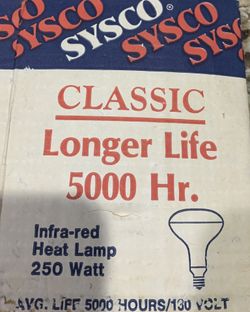 SYSCO SYSCO SYSCO® SYSCO SYSCO
CLASSIC
Longer Life
5000 Hr.
Infra-red
Heat Lamp
250 Watt
AVG. LIFE 5000 HOURS/130 VOLT